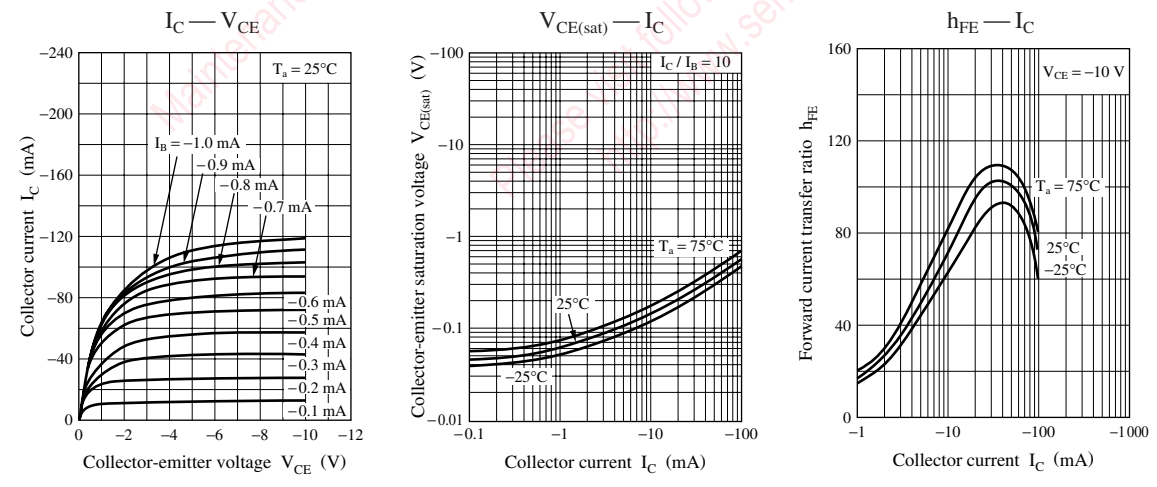 I_C — V_CE
−240
−200
−160
−120
−80
−40
0
0
−2
−4
−6
−8
−10
−12
Collector current I_C (mA)
Collector-emitter voltage V_CE (V)
T_a = 25°C
I_B = −1.0 mA
−0.9 mA
−0.8 mA
−0.7 mA
−0.6 mA
−0.5 mA
−0.4 mA
−0.3 mA
−0.2 mA
−0.1 mA
V_CE(sat) — I_C
−100
−10
−1
−0.1
−0.01
−0.1
−1
−10
−100
Collector-emitter saturation voltage V_CE(sat) (V)
Collector current I_C (mA)
I_C / I_B = 10
T_a = 75°C
25°C
−25°C
h_FE — I_C
160
120
80
40
0
−1
−10
−100
−1000
Forward current transfer ratio h_FE
Collector current I_C (mA)
V_CE = −10 V
T_a = 75°C
25°C
−25°C